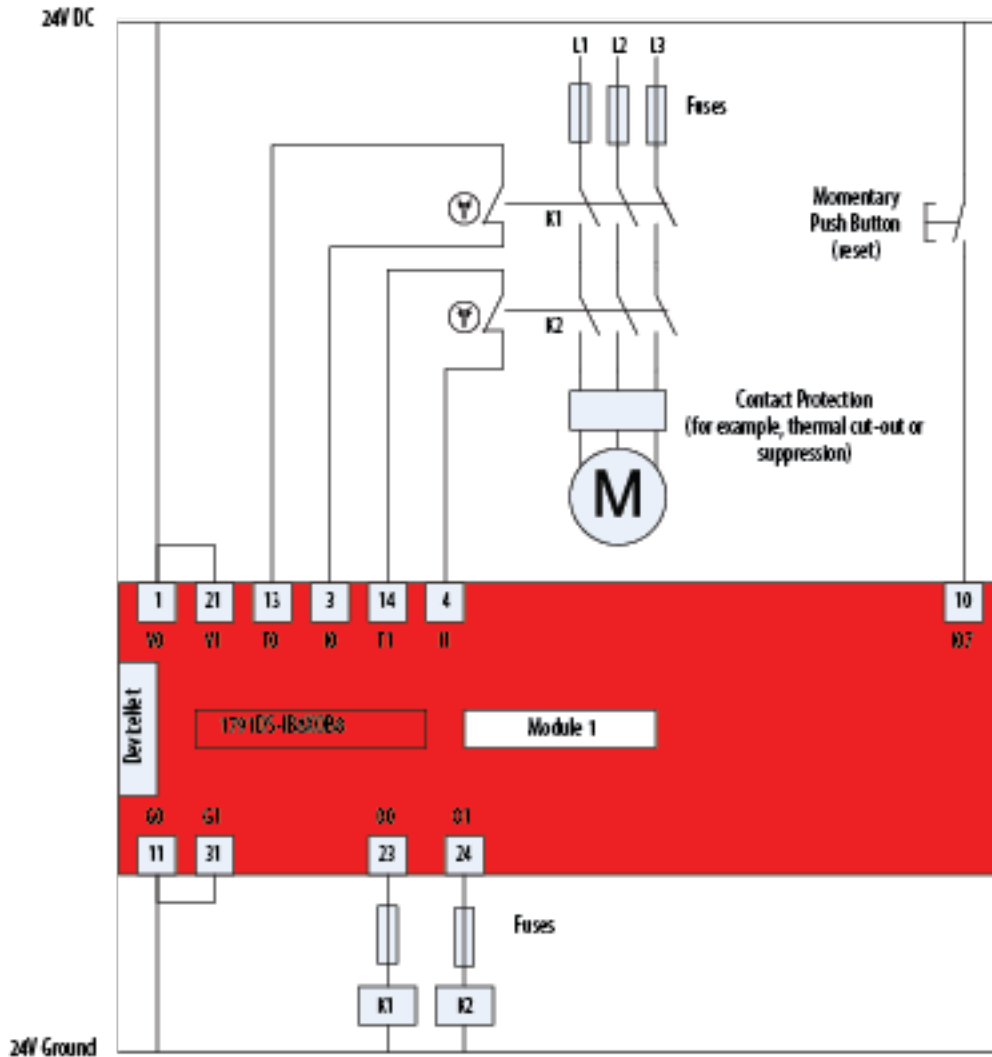 24V DC
L1 L2 L3
Fuses
K1
Momentary
Push Button
(reset)
K2
Contact Protection
(for example, thermal cut-out or
suppression)
M
1 21 13 3 14 4 10
V0 V1 T0 I0 T1 I1 I07
DeviceNet
1791DS-IB8XOB8
Module 1
G0 G1 O0 O1
11 31 23 24
Fuses
K1 K2
24V Ground